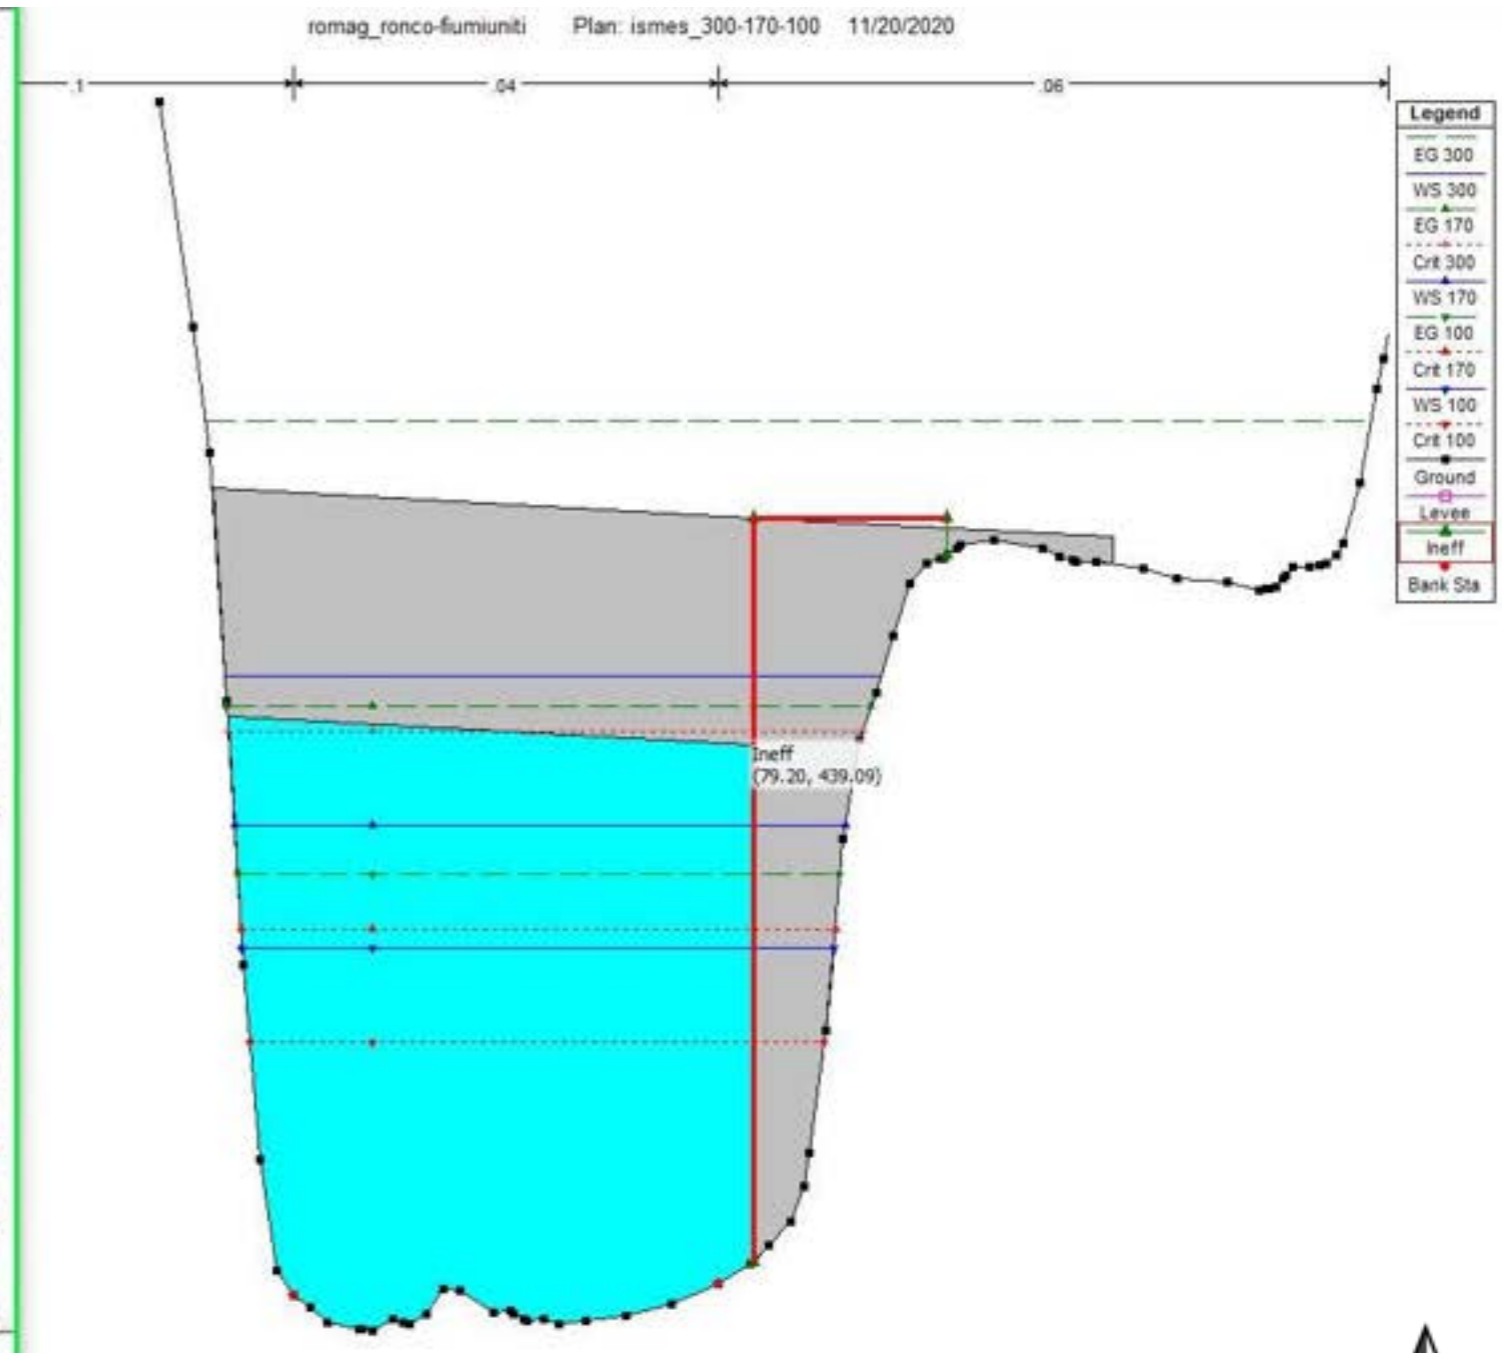 romag_ronco-fiumiuniti Plan: ismes_300-170-100 11/20/2020
.1 .04 .06
Legend
EG 300
WS 300
EG 170
Crit 300
WS 170
EG 100
Crit 170
WS 100
Crit 100
Ground
Levee
Ineff
Bank Sta
Ineff
(79.20, 439.09)